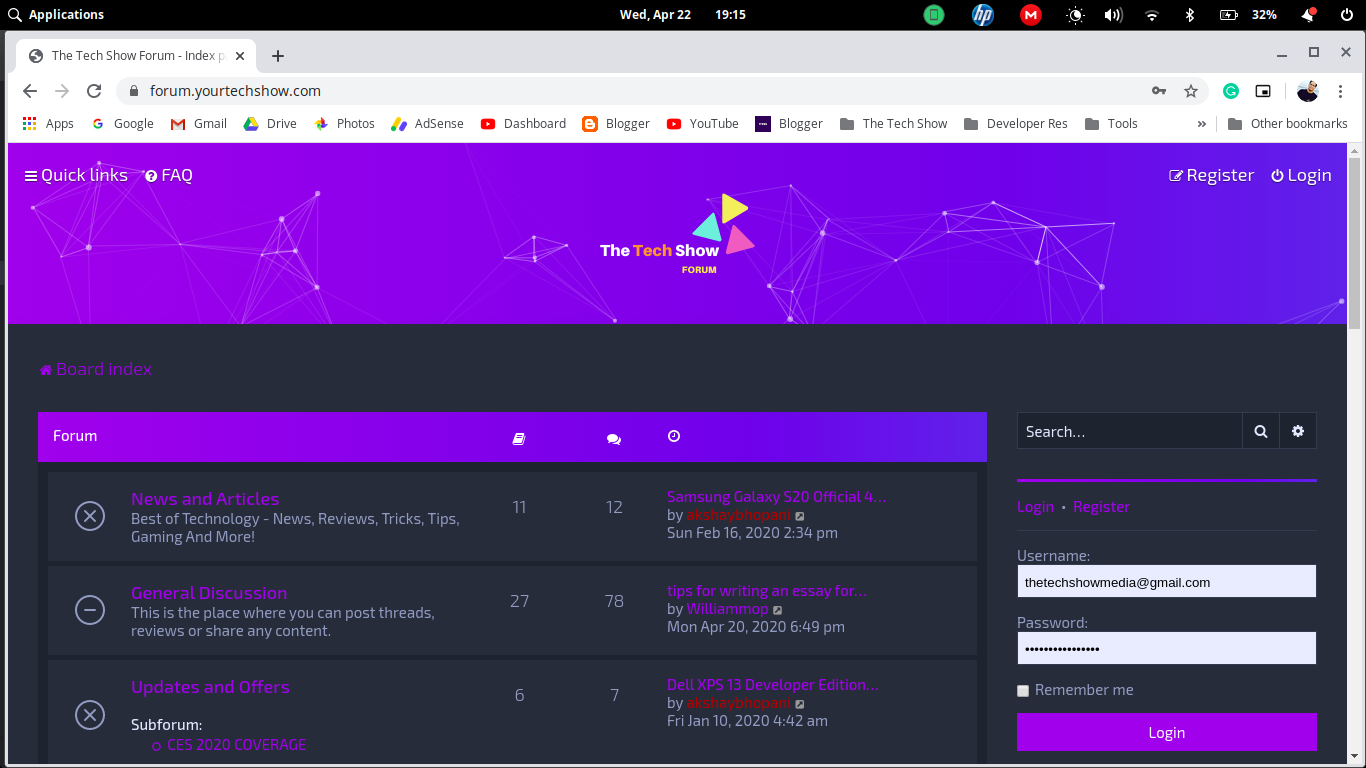 Applications
Wed, Apr 22 19:15
hp M 32%
The Tech Show Forum - Index p
forum.yourtechshow.com
Apps Google Gmail Drive Photos AdSense Dashboard Blogger YouTube Blogger The Tech Show Developer Res Tools » Other bookmarks
Quick links FAQ
Register Login
The Tech Show
FORUM
Board index
Forum
News and Articles
Best of Technology - News, Reviews, Tricks, Tips,
Gaming And More!
11 12
Samsung Galaxy S20 Official 4…
by akshaybhopani
Sun Feb 16, 2020 2:34 pm
General Discussion
This is the place where you can post threads,
reviews or share any content.
27 78
tips for writing an essay for…
by Williammop
Mon Apr 20, 2020 6:49 pm
Updates and Offers
Subforum:
CES 2020 COVERAGE
6 7
Dell XPS 13 Developer Edition…
by akshaybhopani
Fri Jan 10, 2020 4:42 am
Search…
Login • Register
Username:
thetechshowmedia@gmail.com
Password:
••••••••••••••••
Remember me
Login